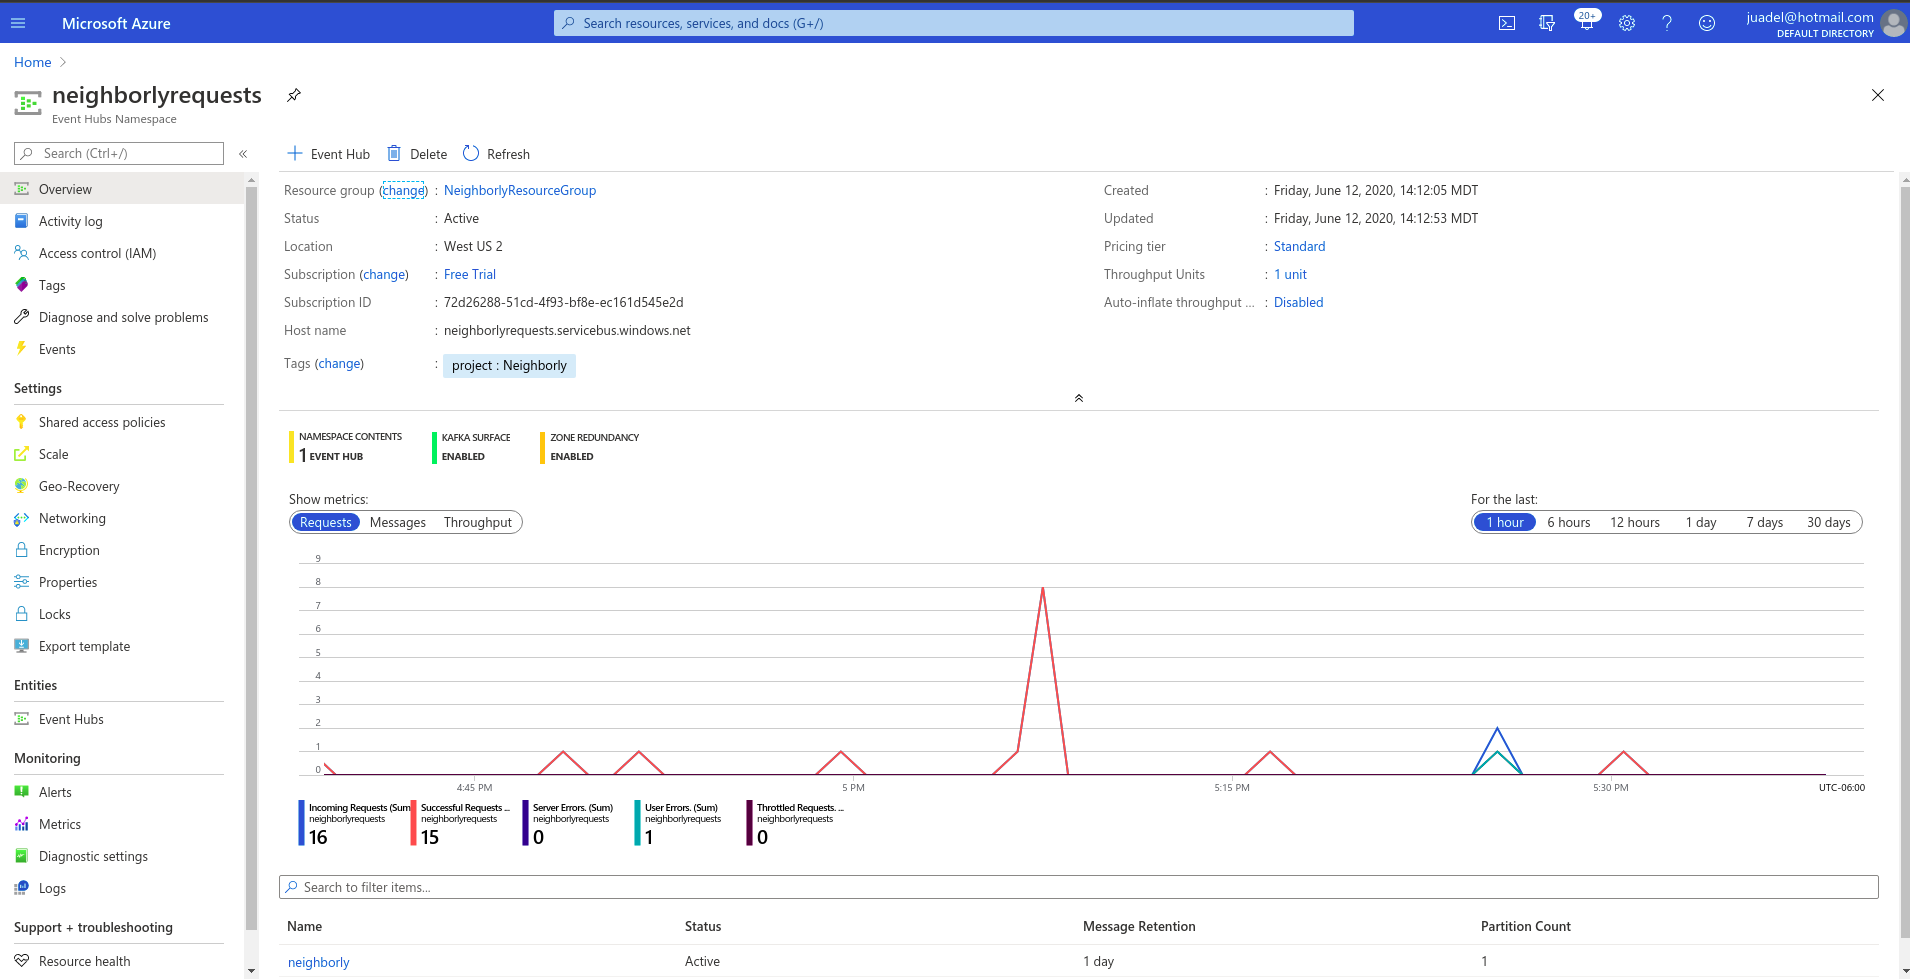 Microsoft Azure
Search resources, services, and docs (G+/)
20+
juadel@hotmail.com
DEFAULT DIRECTORY
Home
neighborlyrequests
Event Hubs Namespace
Search (Ctrl+/)
«
Overview
Activity log
Access control (IAM)
Tags
Diagnose and solve problems
Events
Settings
Shared access policies
Scale
Geo-Recovery
Networking
Encryption
Properties
Locks
Export template
Entities
Event Hubs
Monitoring
Alerts
Metrics
Diagnostic settings
Logs
Support + troubleshooting
Resource health
Event Hub Delete Refresh
Resource group (change) : NeighborlyResourceGroup
Status : Active
Location : West US 2
Subscription (change) : Free Trial
Subscription ID : 72d26288-51cd-4f93-bf8e-ec161d545e2d
Host name : neighborlyrequests.servicebus.windows.net
Tags (change) : project : Neighborly
Created : Friday, June 12, 2020, 14:12:05 MDT
Updated : Friday, June 12, 2020, 14:12:53 MDT
Pricing tier : Standard
Throughput Units : 1 unit
Auto-inflate throughput ... : Disabled
NAMESPACE CONTENTS
1 EVENT HUB
KAFKA SURFACE
ENABLED
ZONE REDUNDANCY
ENABLED
Show metrics:
Requests Messages Throughput
For the last:
1 hour 6 hours 12 hours 1 day 7 days 30 days
9
8
7
6
5
4
3
2
1
0
4:45 PM 5 PM 5:15 PM 5:30 PM UTC-06:00
Incoming Requests (Sum
neighborlyrequests
16
Successful Requests ...
neighborlyrequests
15
Server Errors. (Sum)
neighborlyrequests
0
User Errors. (Sum)
neighborlyrequests
1
Throttled Requests. ...
neighborlyrequests
0
Search to filter items...
Name Status Message Retention Partition Count
neighborly Active 1 day 1